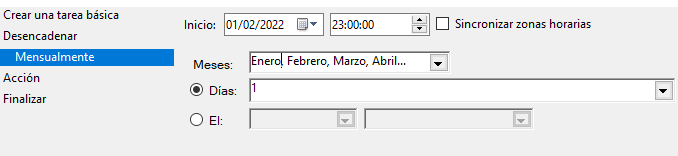 Crear una tarea básica
Desencadenar
Mensualmente
Acción
Finalizar
Inicio: 01/02/2022 23:00:00 Sincronizar zonas horarias
Meses: Enero, Febrero, Marzo, Abril...
Días: 1
El: